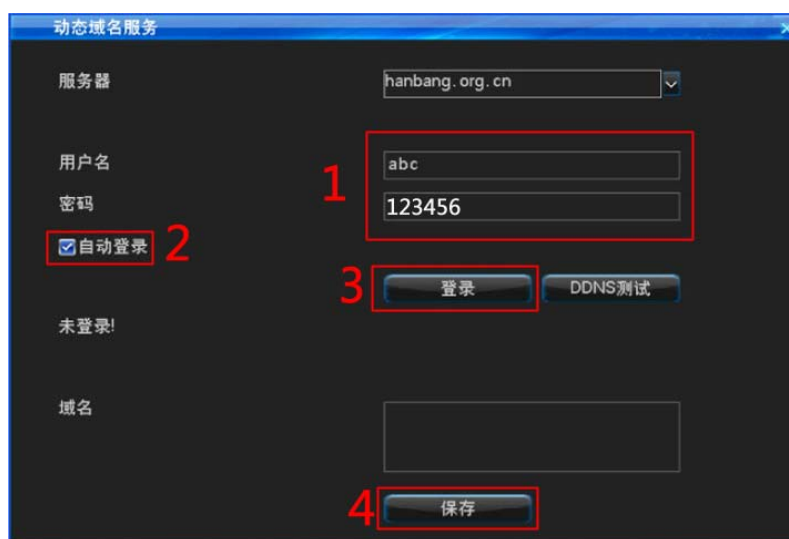 动态域名服务
服务器 hanbang.org.cn
用户名 abc
1
密码 123456
自动登录 2
3 登录 DDNS测试
未登录!
域名
4 保存